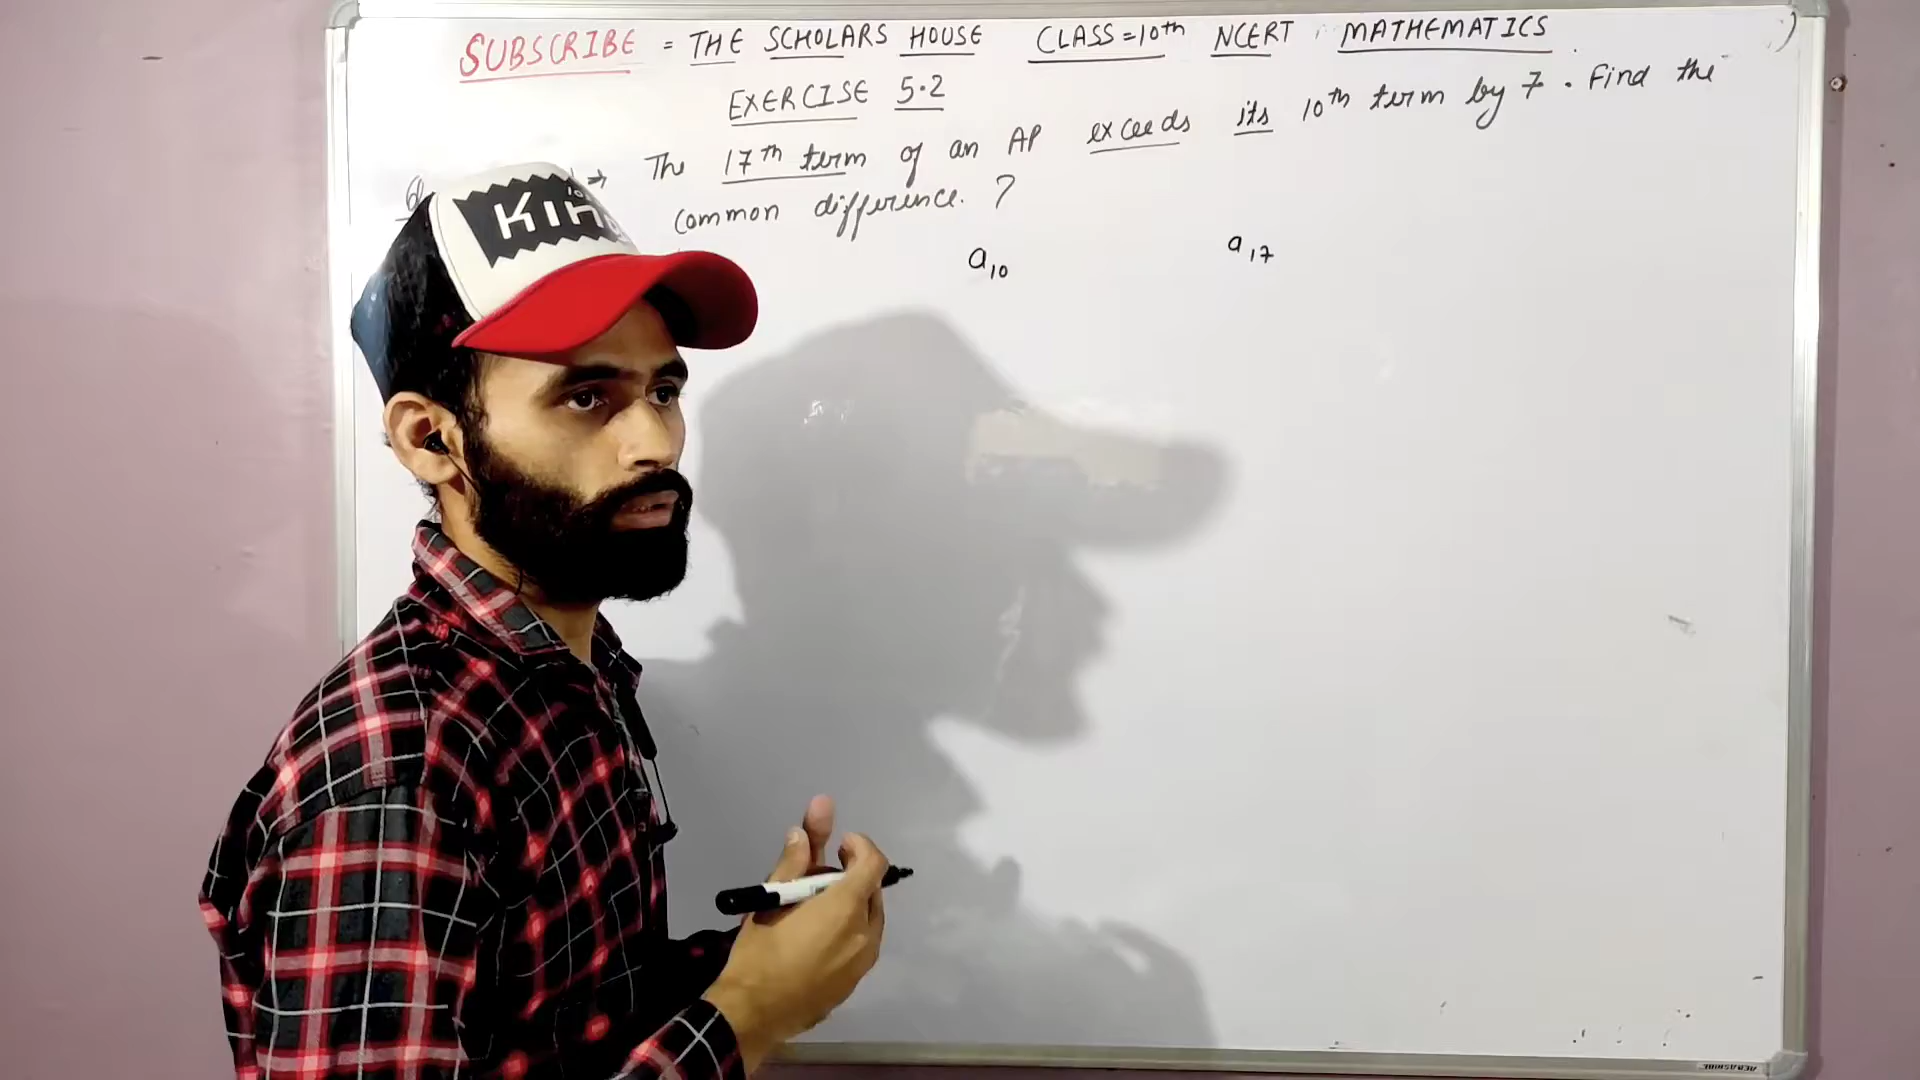 SUBSCRIBE = THE SCHOLARS HOUSE CLASS=10th NCERT MATHEMATICS
EXERCISE 5.2
→ The 17th term of an AP exceeds its 10th term by 7. Find the
common difference. ?
a10 a17